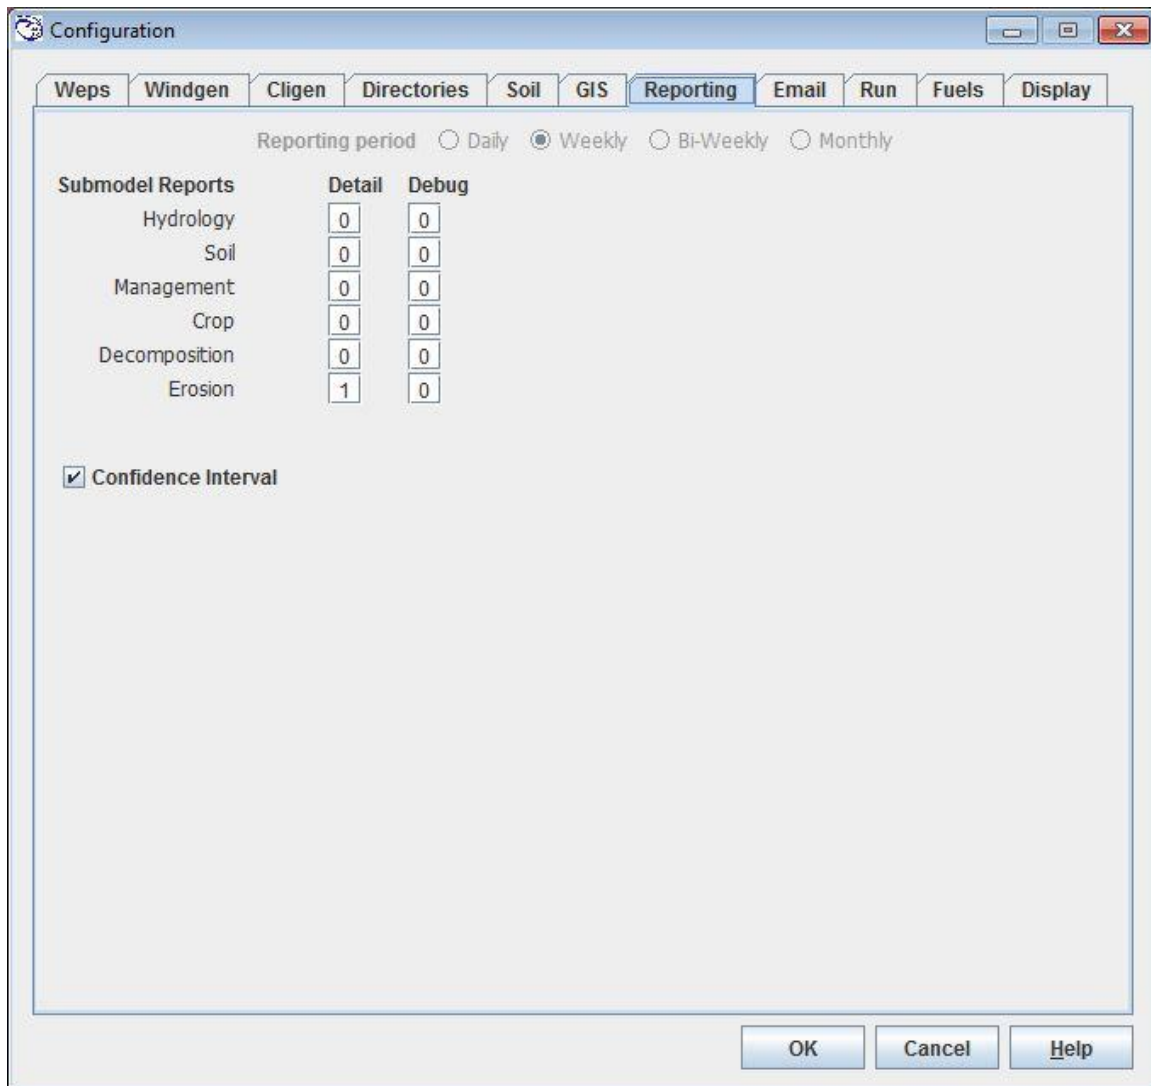 Configuration
Weps Windgen Cligen Directories Soil GIS Reporting Email Run Fuels Display
Reporting period Daily Weekly Bi-Weekly Monthly
Submodel Reports Detail Debug
Hydrology 0 0
Soil 0 0
Management 0 0
Crop 0 0
Decomposition 0 0
Erosion 1 0
Confidence Interval
OK Cancel Help